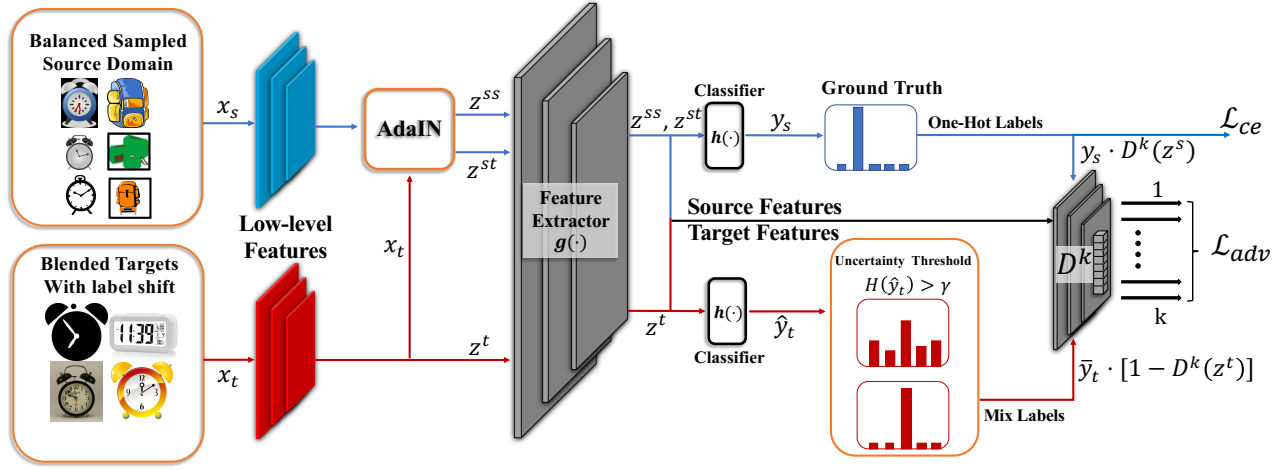 Balanced Sampled
Source Domain
x_s
Low-level
Features
AdaIN
z^{ss}
z^{st}
x_t
Feature
Extractor
g(·)
z^{ss}, z^{st}
Classifier
h(·)
y_s
Ground Truth
One-Hot Labels
ℒ_{ce}
y_s · D^k(z^s)
Source Features
Target Features
D^k
1
k
ℒ_{adv}
Blended Targets
With label shift
11:39
x_t
z^t
z^t
h(·)
Classifier
ŷ_t
Uncertainty Threshold
H(ŷ_t) > γ
Mix Labels
ȳ_t · [1 − D^k(z^t)]